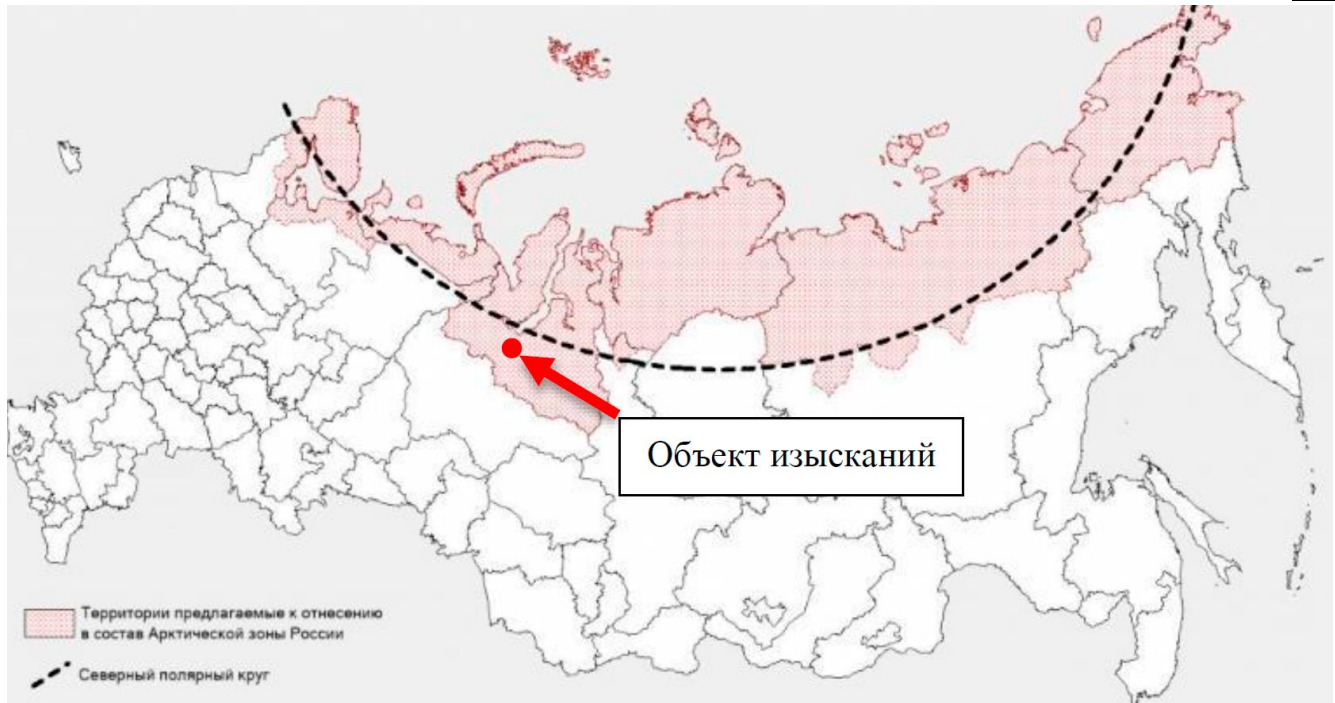 Объект изысканий
Территории предлагаемые к отнесению
в состав Арктической зоны России
Северный полярный круг